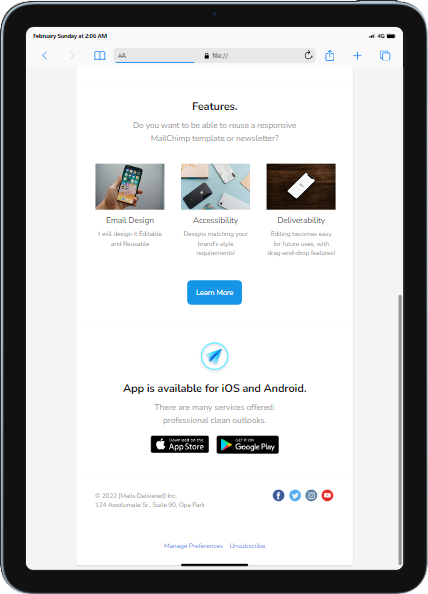 February Sunday at 2:06 AM
4G
AA
file://
Features.
Do you want to be able to reuse a responsive
MailChimp template or newsletter?
Email Design
Accessibility
Deliverability
I will design it Editable
and Reusable
Designs matching your
brand's style
requirements!
Editing becomes easy
for future uses, with
drag-and-drop features!
Learn More
App is available for iOS and Android.
There are many services offered:
professional clean outlooks.
Download on the
App Store
GET IT ON
Google Play
© 2022 [Mails Delivered] Inc.
124 Awolumate Sr., Suite 90, Opa Park
Manage Preferences Unsubscribe